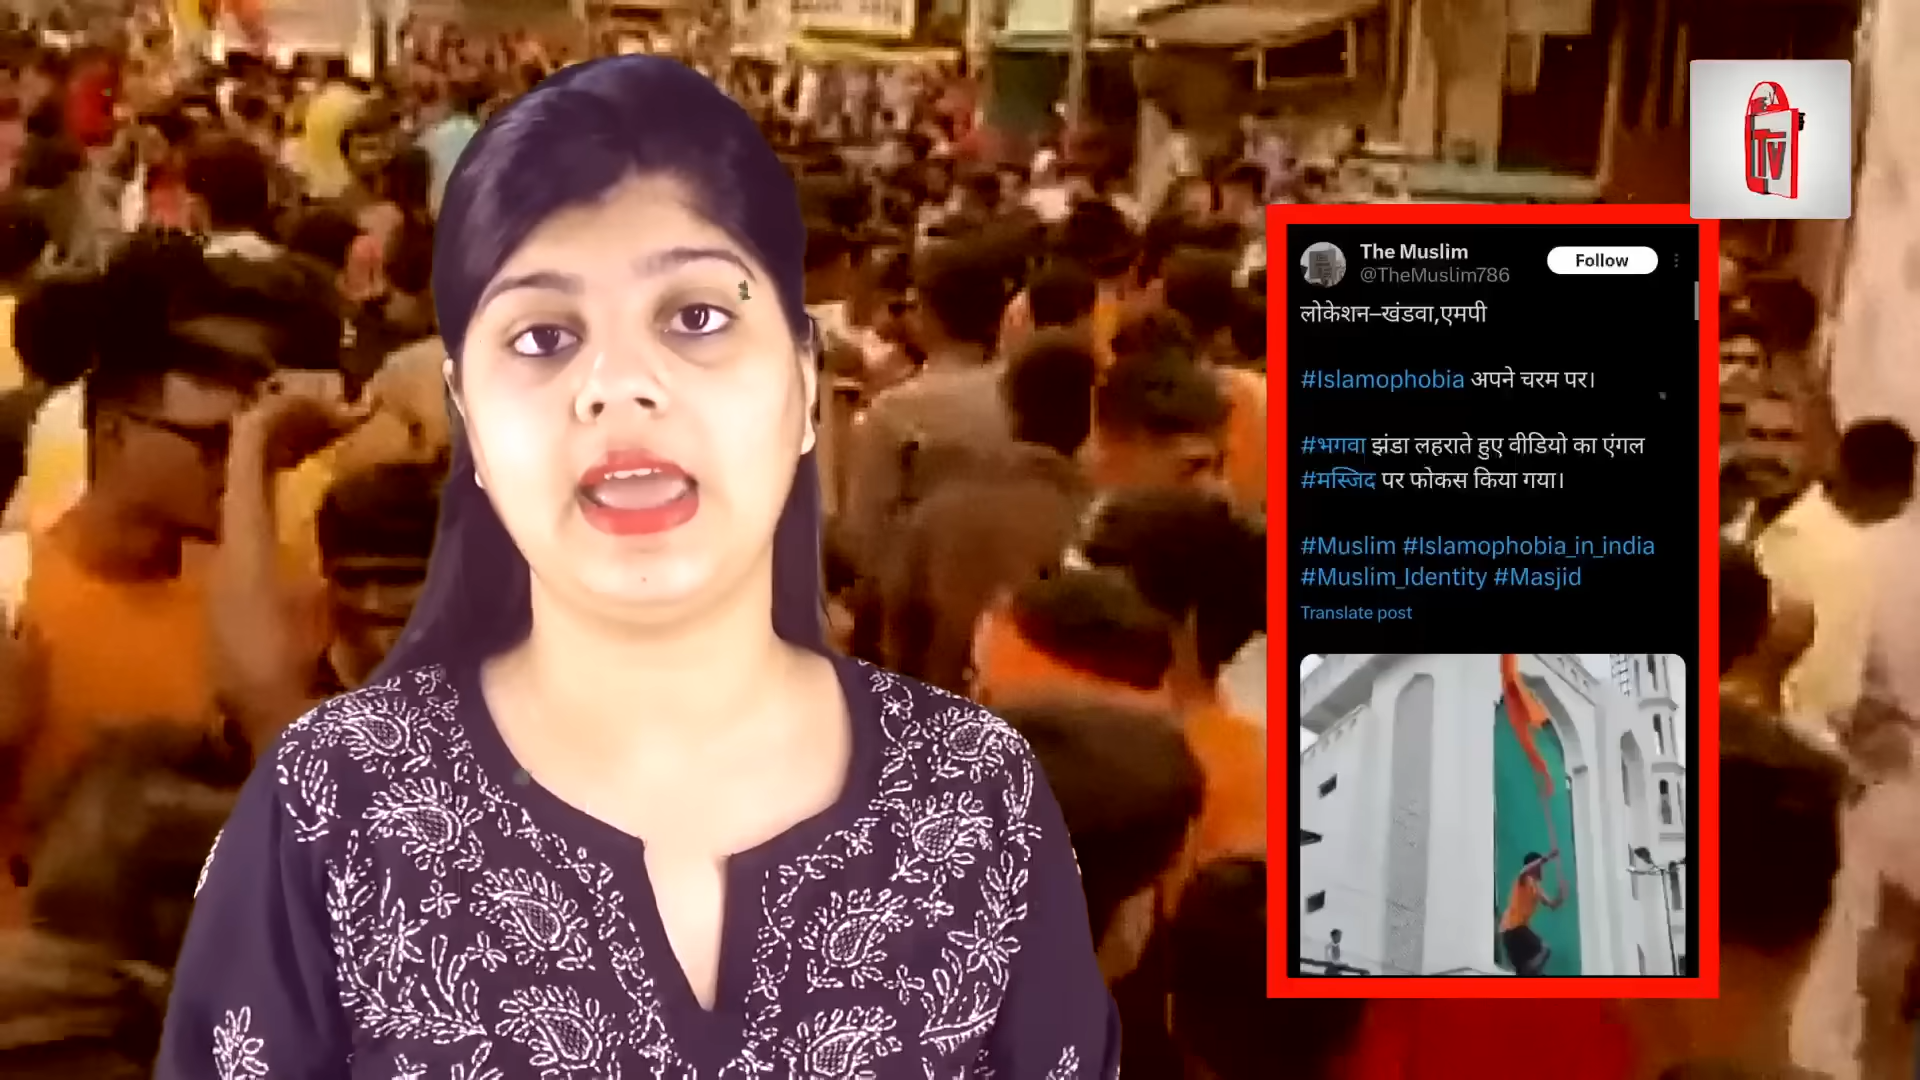 TV
The Muslim
Follow
@TheMuslim786
लोकेशन–खंडवा,एमपी
#Islamophobia अपने चरम पर।
#भगवा झंडा लहराते हुए वीडियो का एंगल
#मस्जिद पर फोकस किया गया।
#Muslim #Islamophobia_in_india
#Muslim_Identity #Masjid
Translate post